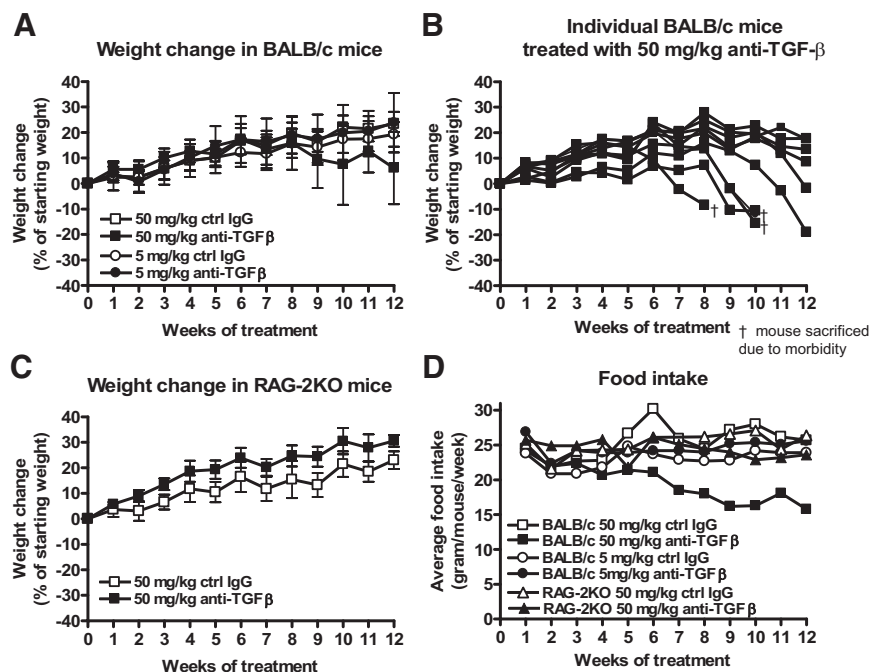 A
Weight change in BALB/c mice
Weight change
(% of starting weight)
40
30
20
10
0
-10
-20
-30
-40
50 mg/kg ctrl IgG
50 mg/kg anti-TGFβ
5 mg/kg ctrl IgG
5 mg/kg anti-TGFβ
0 1 2 3 4 5 6 7 8 9 10 11 12
Weeks of treatment
B
Individual BALB/c mice
treated with 50 mg/kg anti-TGF-β
Weight change
(% of starting weight)
40
30
20
10
0
-10
-20
-30
-40
†
†
†
0 1 2 3 4 5 6 7 8 9 10 11 12
Weeks of treatment
† mouse sacrificed
due to morbidity
C
Weight change in RAG-2KO mice
Weight change
(% of starting weight)
40
30
20
10
0
-10
-20
-30
-40
50 mg/kg ctrl IgG
50 mg/kg anti-TGFβ
0 1 2 3 4 5 6 7 8 9 10 11 12
Weeks of treatment
D
Food intake
Average food intake
(gram/mouse/week)
30
25
20
15
10
5
0
BALB/c 50 mg/kg ctrl IgG
BALB/c 50 mg/kg anti-TGFβ
BALB/c 5 mg/kg ctrl IgG
BALB/c 5mg/kg anti-TGFβ
RAG-2KO 50 mg/kg ctrl IgG
RAG-2KO 50 mg/kg anti-TGFβ
0 1 2 3 4 5 6 7 8 9 10 11 12
Weeks of treatment